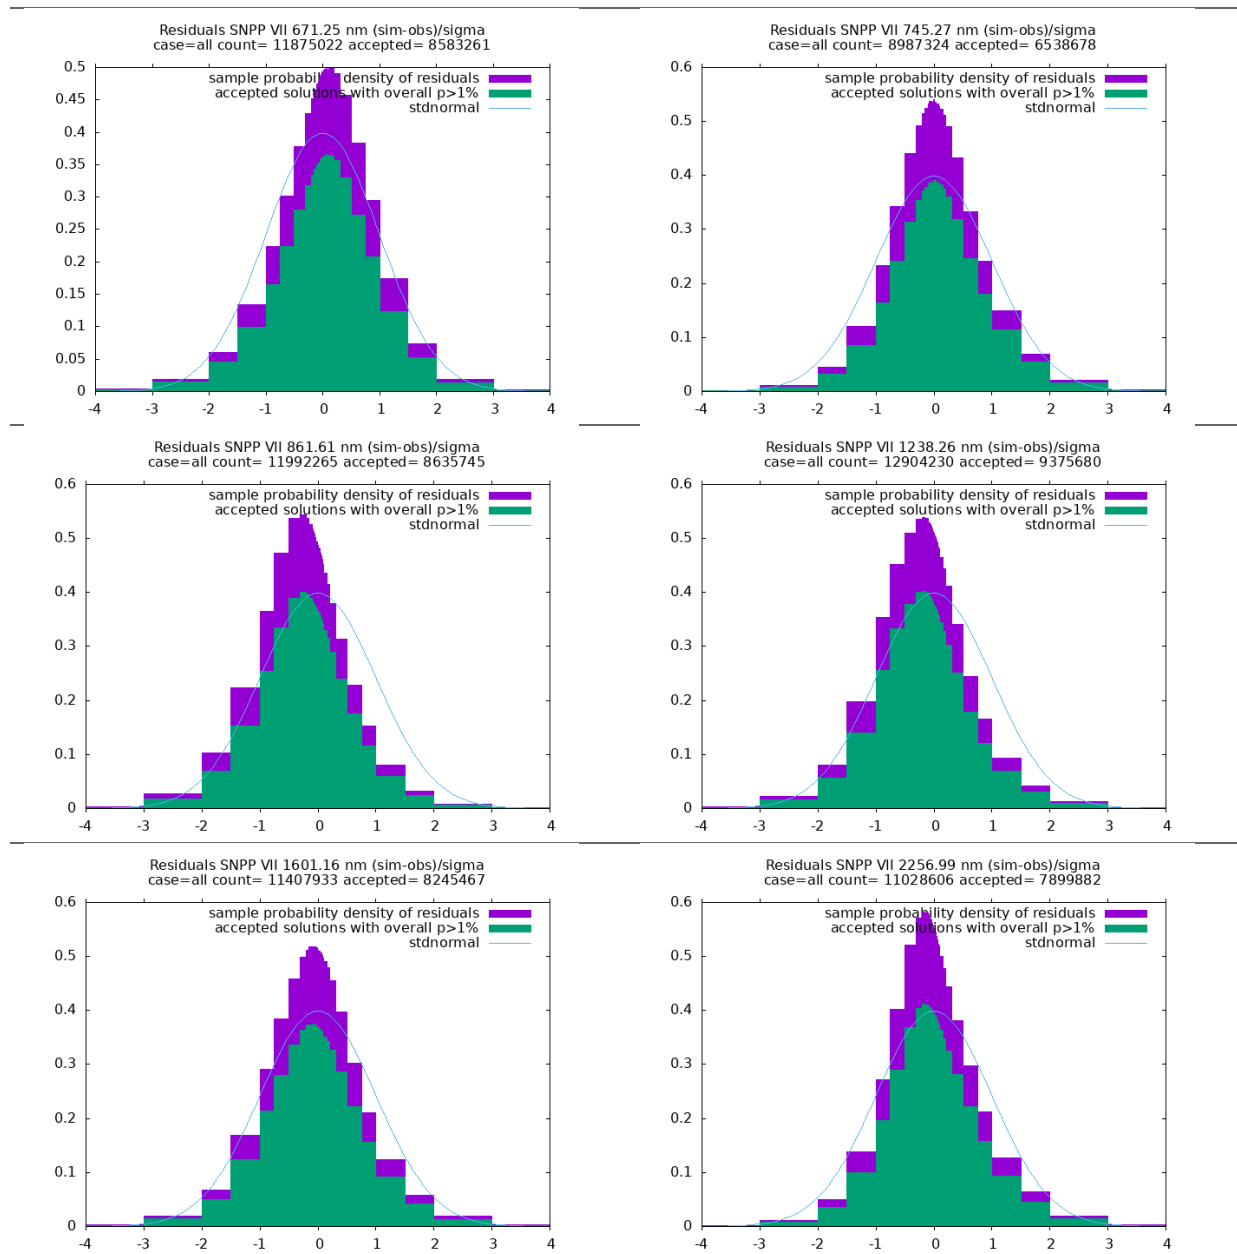 Residuals SNPP VII 671.25 nm (sim-obs)/sigma
case=all count= 11875022 accepted= 8583261
sample probability density of residuals
accepted solutions with overall p>1%
stdnormal
0.5
0.45
0.4
0.35
0.3
0.25
0.2
0.15
0.1
0.05
0
-4 -3 -2 -1 0 1 2 3 4
Residuals SNPP VII 745.27 nm (sim-obs)/sigma
case=all count= 8987324 accepted= 6538678
sample probability density of residuals
accepted solutions with overall p>1%
stdnormal
0.6
0.5
0.4
0.3
0.2
0.1
0
-4 -3 -2 -1 0 1 2 3 4
Residuals SNPP VII 861.61 nm (sim-obs)/sigma
case=all count= 11992265 accepted= 8635745
sample probability density of residuals
accepted solutions with overall p>1%
stdnormal
0.6
0.5
0.4
0.3
0.2
0.1
0
-4 -3 -2 -1 0 1 2 3 4
Residuals SNPP VII 1238.26 nm (sim-obs)/sigma
case=all count= 12904230 accepted= 9375680
sample probability density of residuals
accepted solutions with overall p>1%
stdnormal
0.6
0.5
0.4
0.3
0.2
0.1
0
-4 -3 -2 -1 0 1 2 3 4
Residuals SNPP VII 1601.16 nm (sim-obs)/sigma
case=all count= 11407933 accepted= 8245467
sample probability density of residuals
accepted solutions with overall p>1%
stdnormal
0.6
0.5
0.4
0.3
0.2
0.1
0
-4 -3 -2 -1 0 1 2 3 4
Residuals SNPP VII 2256.99 nm (sim-obs)/sigma
case=all count= 11028606 accepted= 7899882
sample probability density of residuals
accepted solutions with overall p>1%
stdnormal
0.6
0.5
0.4
0.3
0.2
0.1
0
-4 -3 -2 -1 0 1 2 3 4